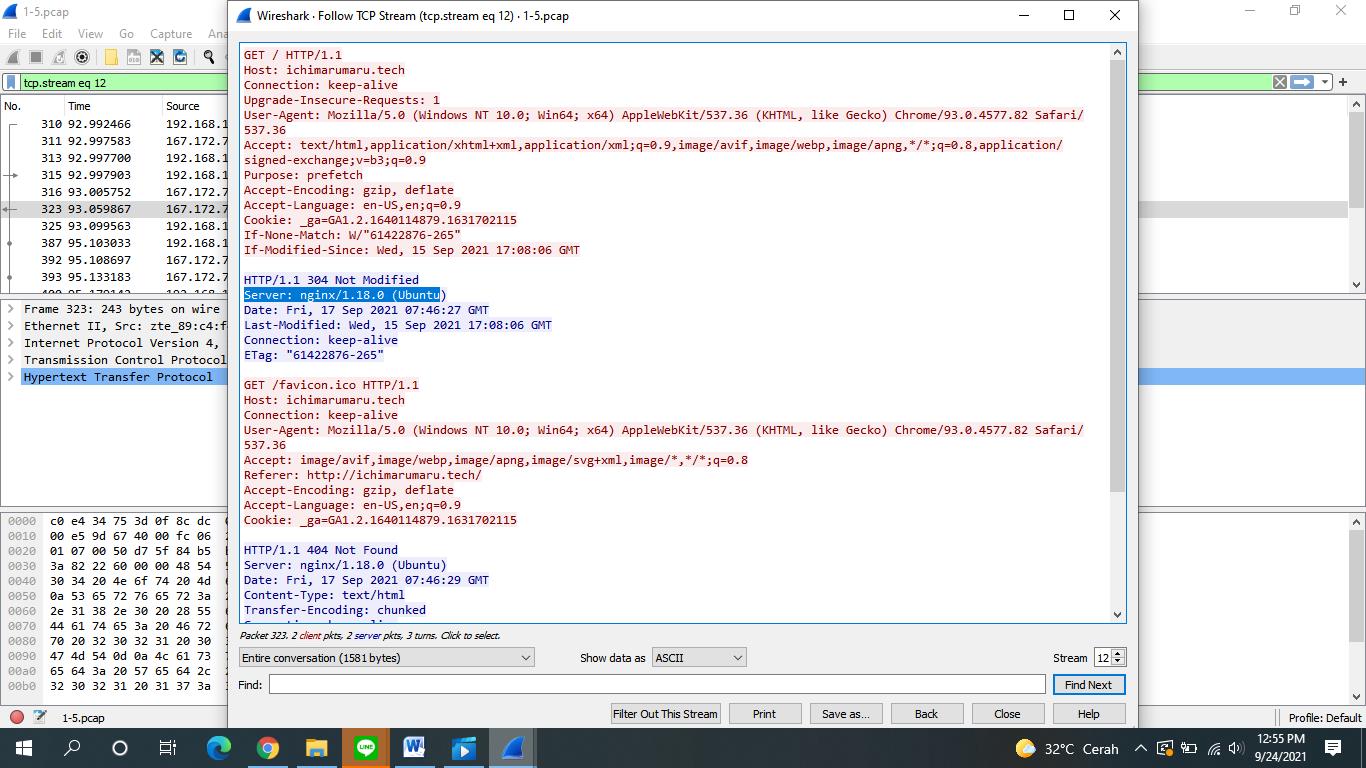 1-5.pcap
Wireshark · Follow TCP Stream (tcp.stream eq 12) · 1-5.pcap
File Edit View Go Capture
tcp.stream eq 12
No. Time Source
310 92.992466 192.168.1
311 92.997583 167.172.7
313 92.997700 192.168.1
315 92.997903 192.168.1
316 93.005752 167.172.7
323 93.059867 167.172.7
325 93.099563 192.168.1
387 95.103033 192.168.1
392 95.108697 167.172.7
393 95.133183 167.172.7
Frame 323: 243 bytes on wire
Ethernet II, Src: zte_89:c4:f
Internet Protocol Version 4,
Transmission Control Protocol
Hypertext Transfer Protocol
0000 c0 e4 34 75 3d 0f 8c dc
0010 00 e5 9d 67 40 00 fc 06
0020 01 07 00 50 d7 5f 84 b5
0030 3a 82 22 60 00 00 48 54
0040 30 34 20 4e 6f 74 20 4d
0050 0a 53 65 72 76 65 72 3a
0060 2e 31 38 2e 30 20 28 55
0070 44 61 74 65 3a 20 46 72
0080 70 20 32 30 32 31 20 30
0090 47 4d 54 0d 0a 4c 61 73
00a0 65 64 3a 20 57 65 64 2c
00b0 32 30 32 31 20 31 37 3a
GET / HTTP/1.1
Host: ichimarumaru.tech
Connection: keep-alive
Upgrade-Insecure-Requests: 1
User-Agent: Mozilla/5.0 (Windows NT 10.0; Win64; x64) AppleWebKit/537.36 (KHTML, like Gecko) Chrome/93.0.4577.82 Safari/
537.36
Accept: text/html,application/xhtml+xml,application/xml;q=0.9,image/avif,image/webp,image/apng,*/*;q=0.8,application/
signed-exchange;v=b3;q=0.9
Purpose: prefetch
Accept-Encoding: gzip, deflate
Accept-Language: en-US,en;q=0.9
Cookie: _ga=GA1.2.1640114879.1631702115
If-None-Match: W/"61422876-265"
If-Modified-Since: Wed, 15 Sep 2021 17:08:06 GMT
HTTP/1.1 304 Not Modified
Server: nginx/1.18.0 (Ubuntu)
Date: Fri, 17 Sep 2021 07:46:27 GMT
Last-Modified: Wed, 15 Sep 2021 17:08:06 GMT
Connection: keep-alive
ETag: "61422876-265"
GET /favicon.ico HTTP/1.1
Host: ichimarumaru.tech
Connection: keep-alive
User-Agent: Mozilla/5.0 (Windows NT 10.0; Win64; x64) AppleWebKit/537.36 (KHTML, like Gecko) Chrome/93.0.4577.82 Safari/
537.36
Accept: image/avif,image/webp,image/apng,image/svg+xml,image/*,*/*;q=0.8
Referer: http://ichimarumaru.tech/
Accept-Encoding: gzip, deflate
Accept-Language: en-US,en;q=0.9
Cookie: _ga=GA1.2.1640114879.1631702115
HTTP/1.1 404 Not Found
Server: nginx/1.18.0 (Ubuntu)
Date: Fri, 17 Sep 2021 07:46:29 GMT
Content-Type: text/html
Transfer-Encoding: chunked
Packet 323. 2 client pkts, 2 server pkts, 3 turns. Click to select.
Entire conversation (1581 bytes) Show data as ASCII Stream 12
Find: Find Next
Filter Out This Stream Print Save as... Back Close Help
1-5.pcap Profile: Default
32°C Cerah 12:55 PM
9/24/2021